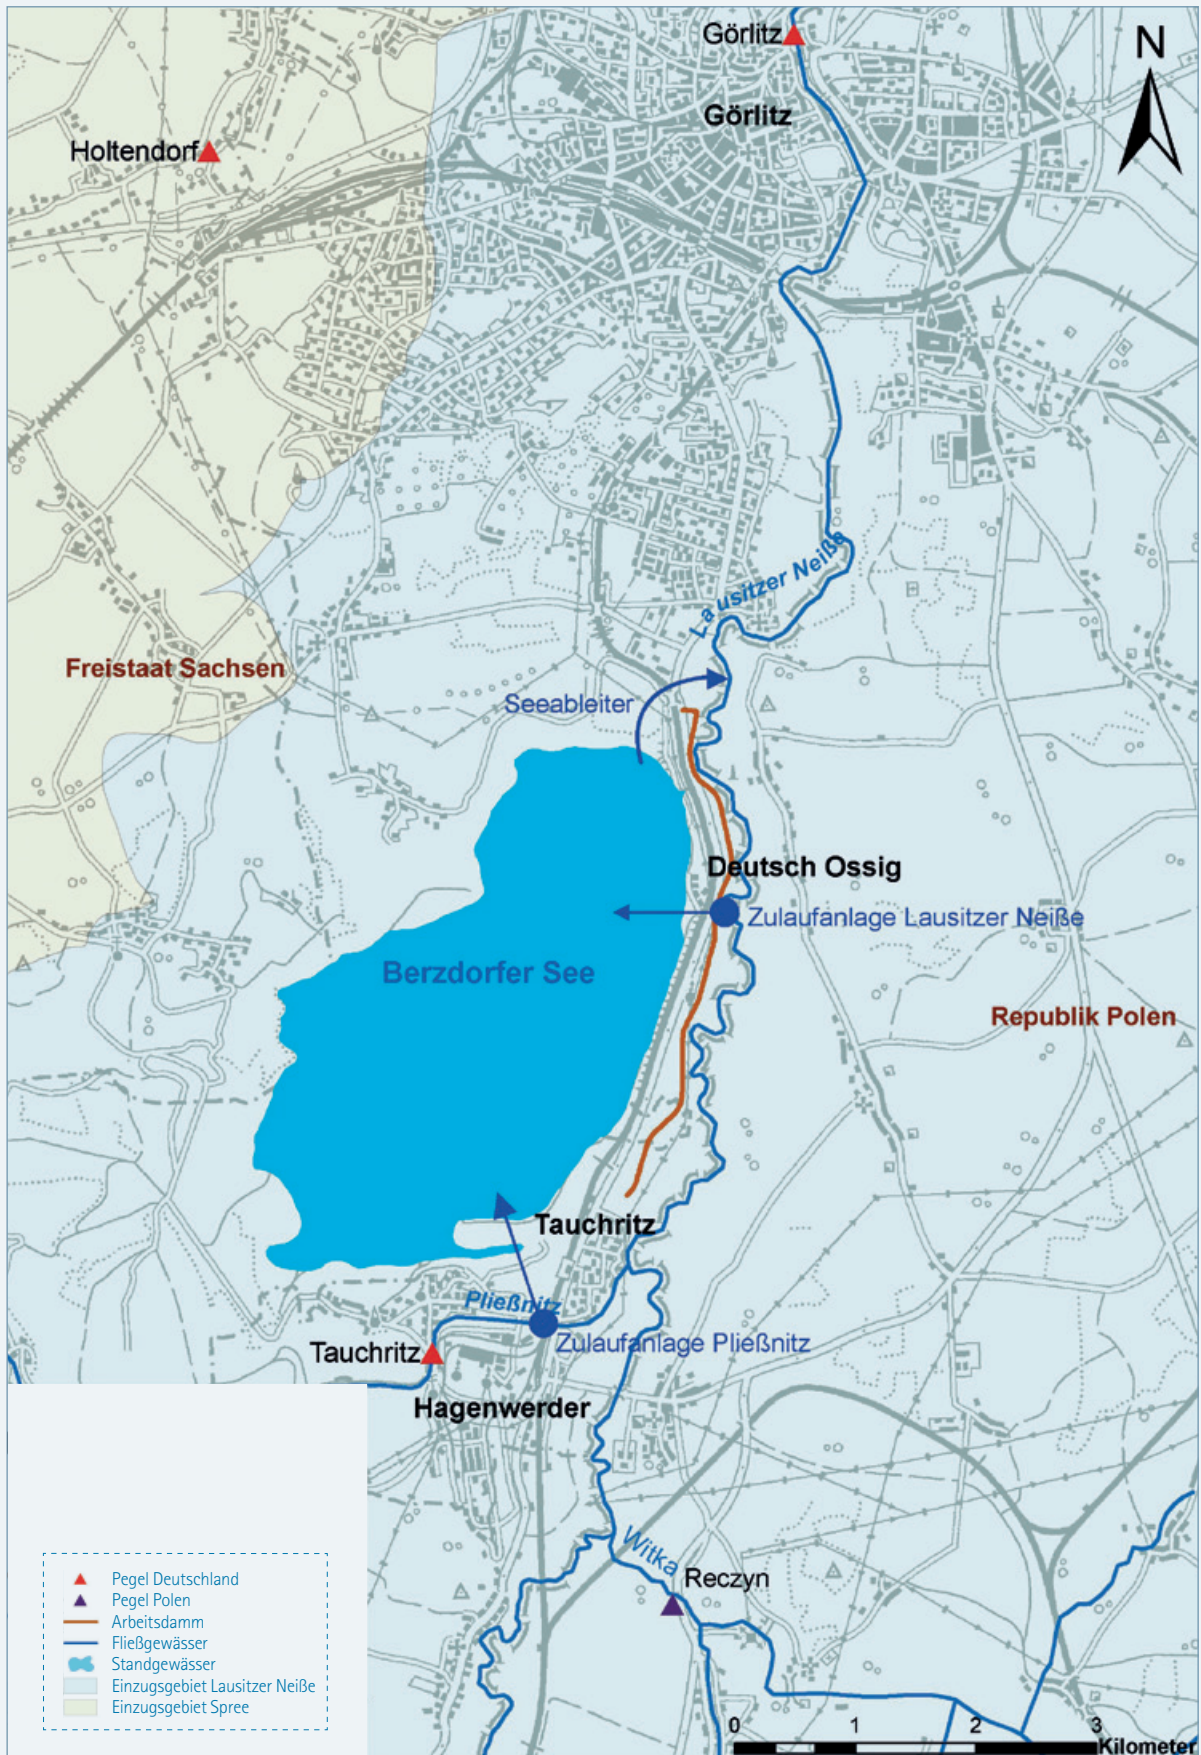 Görlitz
N
Görlitz
Holtendorf
Lausitzer Neiße
Freistaat Sachsen
Seeableiter
Deutsch Ossig
Zulaufanlage Lausitzer Neiße
Berzdorfer See
Republik Polen
Tauchritz
Pließnitz
Zulaufanlage Pließnitz
Tauchritz
Hagenwerder
Witka
Reczyn
Pegel Deutschland
Pegel Polen
Arbeitsdamm
Fließgewässer
Standgewässer
Einzugsgebiet Lausitzer Neiße
Einzugsgebiet Spree
0 1 2 3
Kilometer